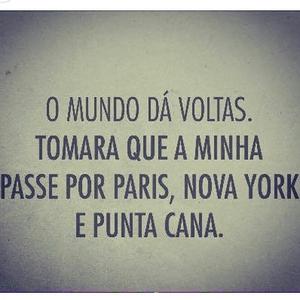 O MUNDO DÁ VOLTAS.
TOMARA QUE A MINHA
PASSE POR PARIS, NOVA YORK
E PUNTA CANA.